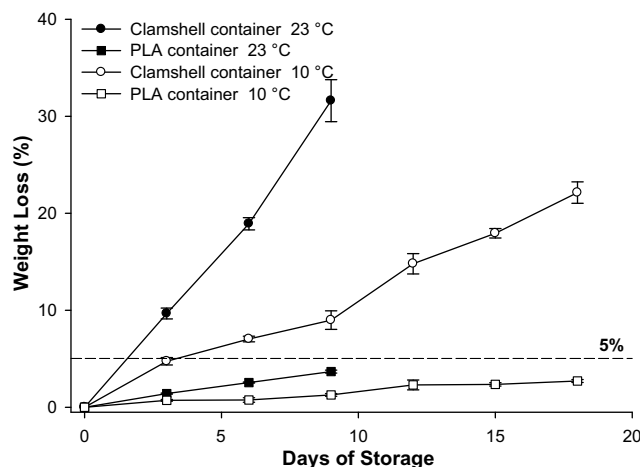 40
Clamshell container 23 °C
PLA container 23 °C
Clamshell container 10 °C
PLA container 10 °C
30
Weight Loss (%)
20
10
5%
0
0 5 10 15 20
Days of Storage